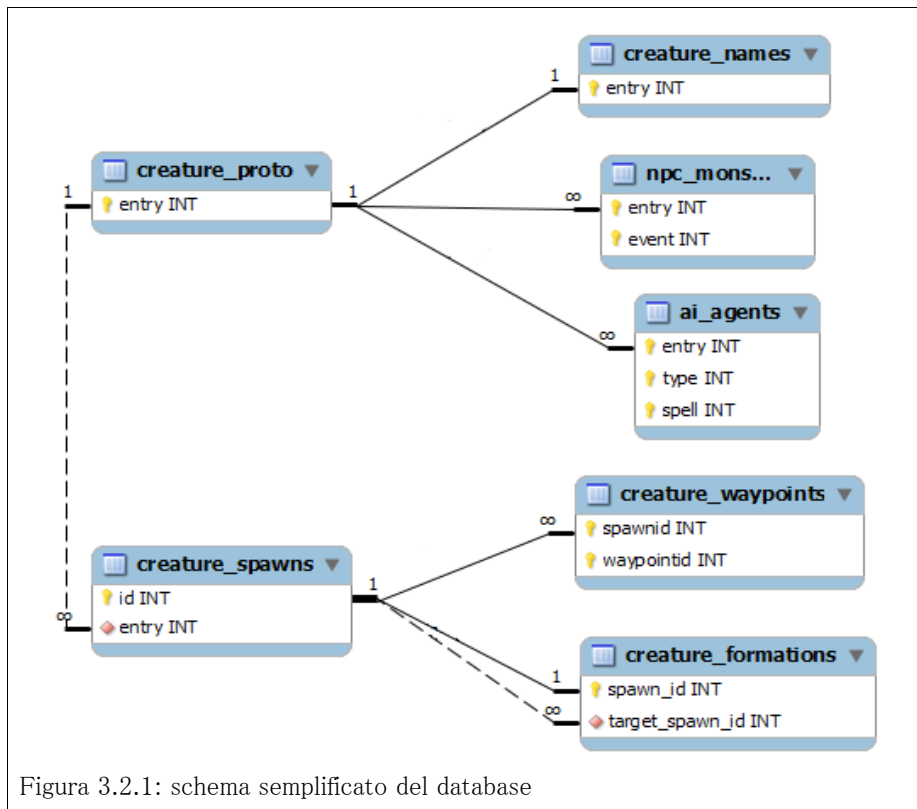 creature_names
1
entry INT
creature_proto
1
entry INT
1
npc_mons...
∞
entry INT
event INT
ai_agents
∞
entry INT
type INT
spell INT
creature_waypoints
∞
spawnid INT
waypointid INT
creature_spawns
1
id INT
∞
entry INT
creature_formations
1
spawn_id INT
∞
target_spawn_id INT
Figura 3.2.1: schema semplificato del database